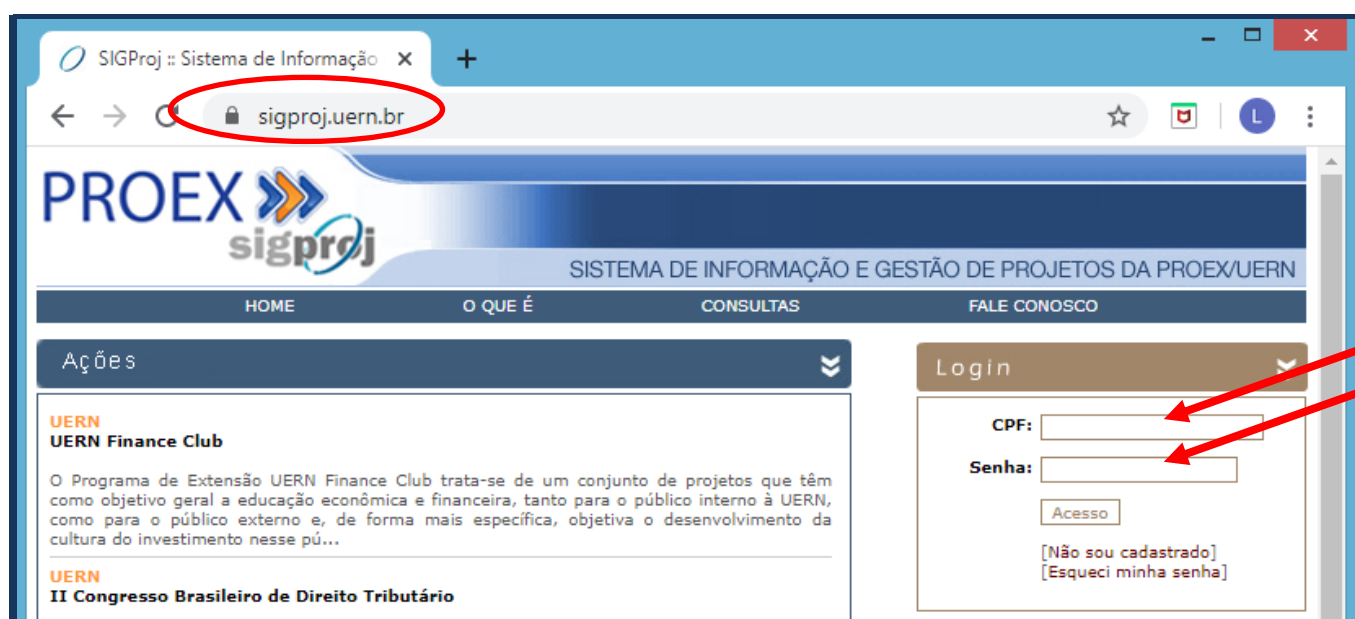 SIGProj :: Sistema de Informação
sigproj.uern.br
L
PROEX
sigproj
SISTEMA DE INFORMAÇÃO E GESTÃO DE PROJETOS DA PROEX/UERN
HOME O QUE É CONSULTAS FALE CONOSCO
Ações
UERN
UERN Finance Club
O Programa de Extensão UERN Finance Club trata-se de um conjunto de projetos que têm
como objetivo geral a educação econômica e financeira, tanto para o público interno à UERN,
como para o público externo e, de forma mais específica, objetiva o desenvolvimento da
cultura do investimento nesse pú...
UERN
II Congresso Brasileiro de Direito Tributário
Login
CPF:
Senha:
Acesso
[Não sou cadastrado]
[Esqueci minha senha]